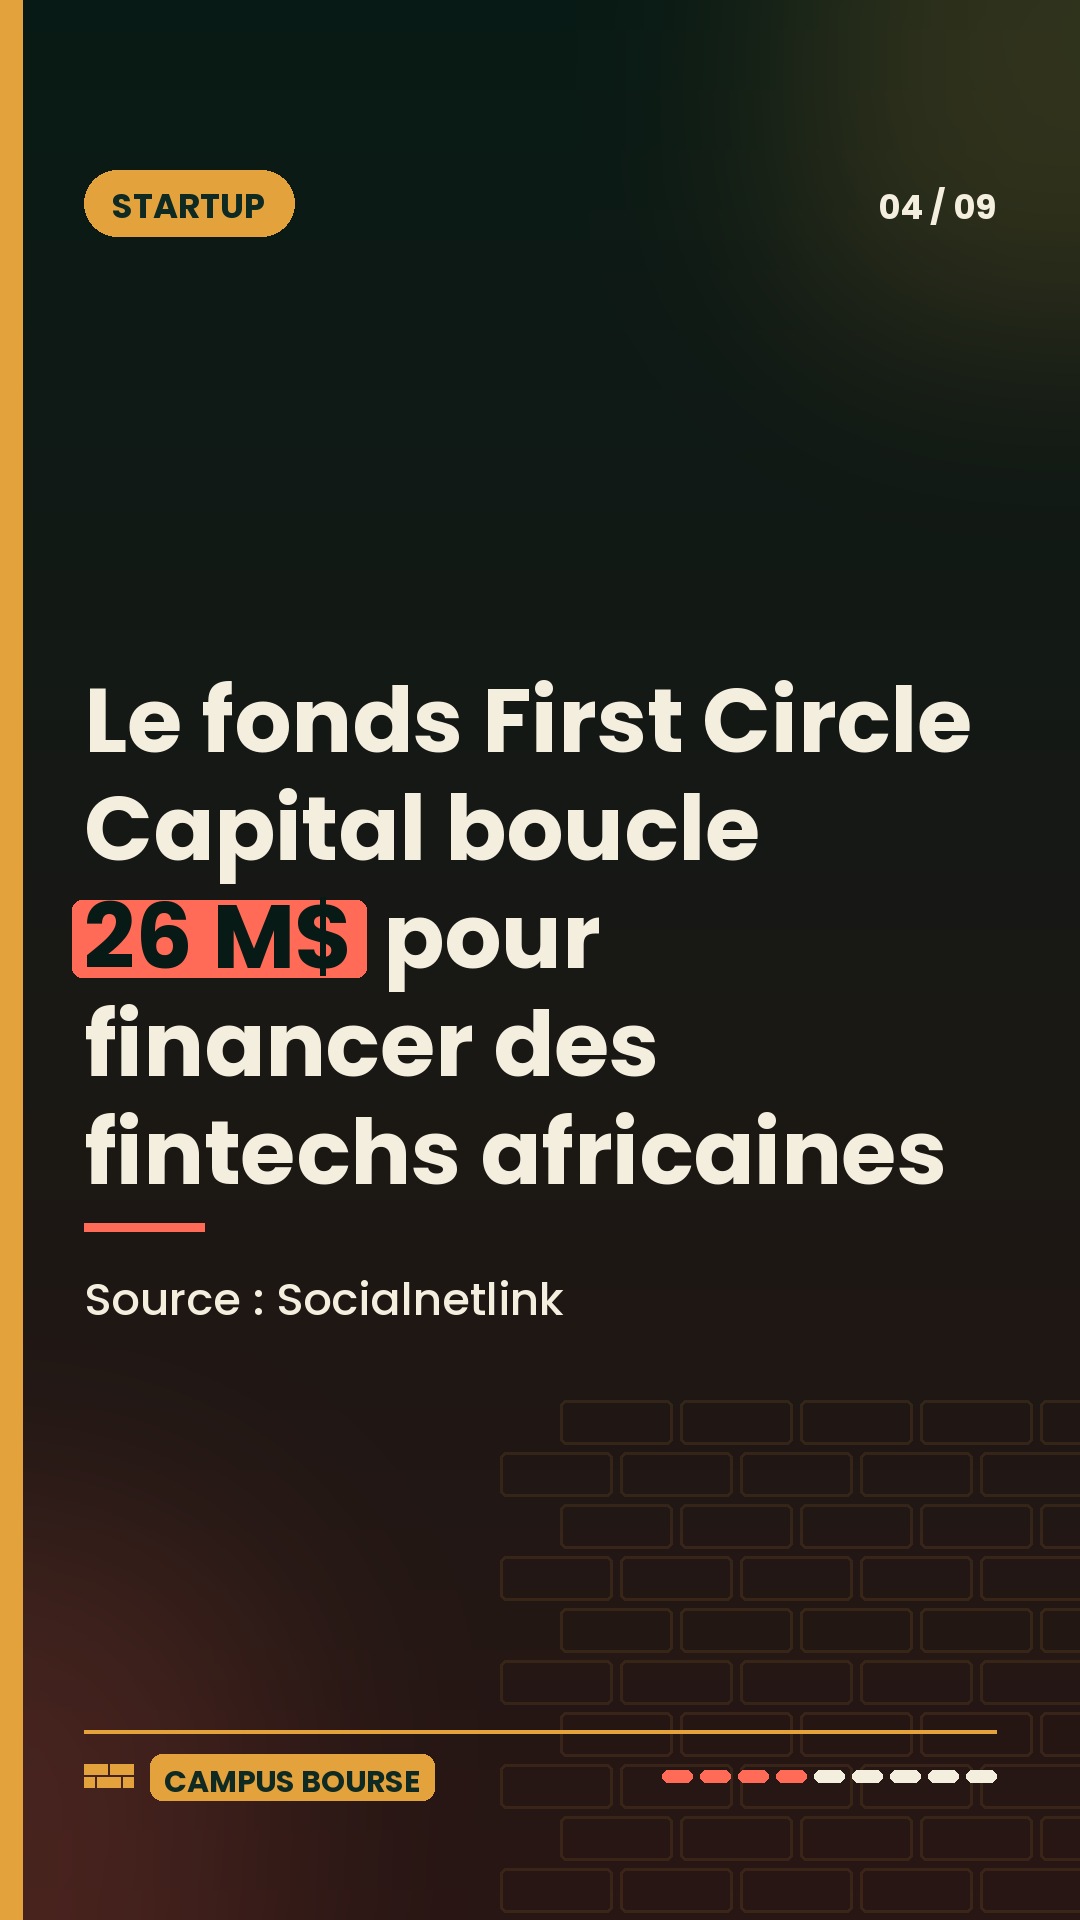 STARTUP
04 / 09
Le fonds First Circle
Capital boucle
26 M$ pour
financer des
fintechs africaines
Source : Socialnetlink
CAMPUS BOURSE